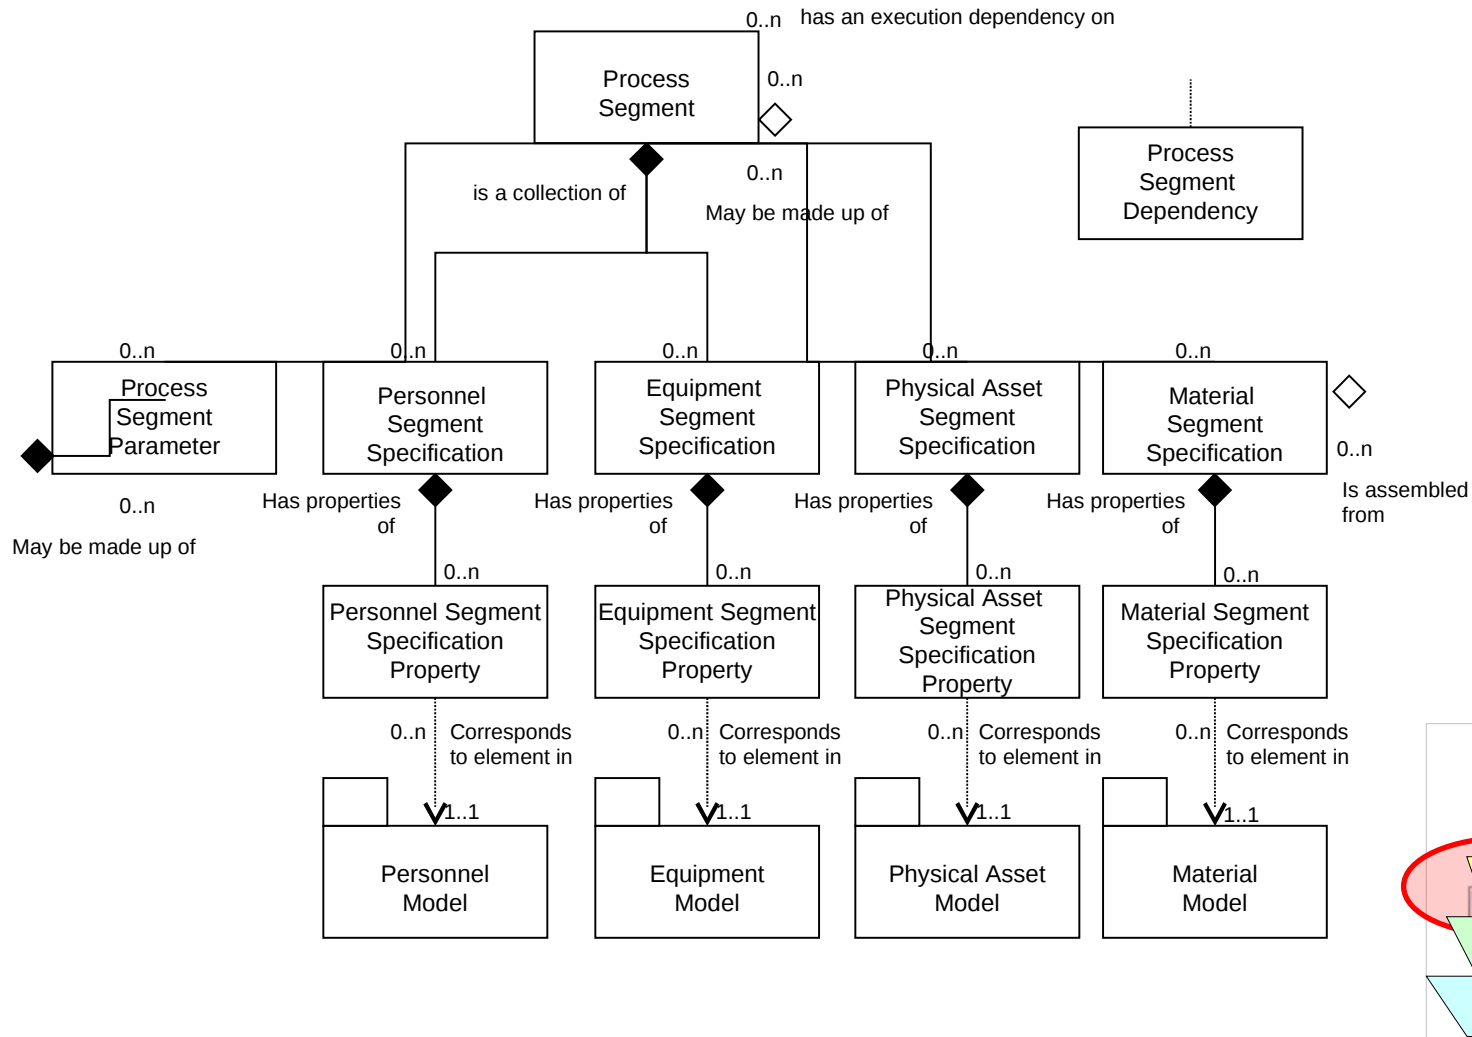 0..n
has an execution dependency on
Process
Segment
0..n
Process
Segment
Dependency
is a collection of
0..n
May be made up of
0..n
0..n
0..n
0..n
0..n
Process
Segment
Parameter
Personnel
Segment
Specification
Equipment
Segment
Specification
Physical Asset
Segment
Specification
Material
Segment
Specification
0..n
Is assembled
from
0..n
May be made up of
Has properties
of
Has properties
of
Has properties
of
Has properties
of
0..n
0..n
0..n
0..n
Personnel Segment
Specification
Property
Equipment Segment
Specification
Property
Physical Asset
Segment
Specification
Property
Material Segment
Specification
Property
0..n
Corresponds
to element in
0..n
Corresponds
to element in
0..n
Corresponds
to element in
0..n
Corresponds
to element in
1..1
1..1
1..1
1..1
Personnel
Model
Equipment
Model
Physical Asset
Model
Material
Model